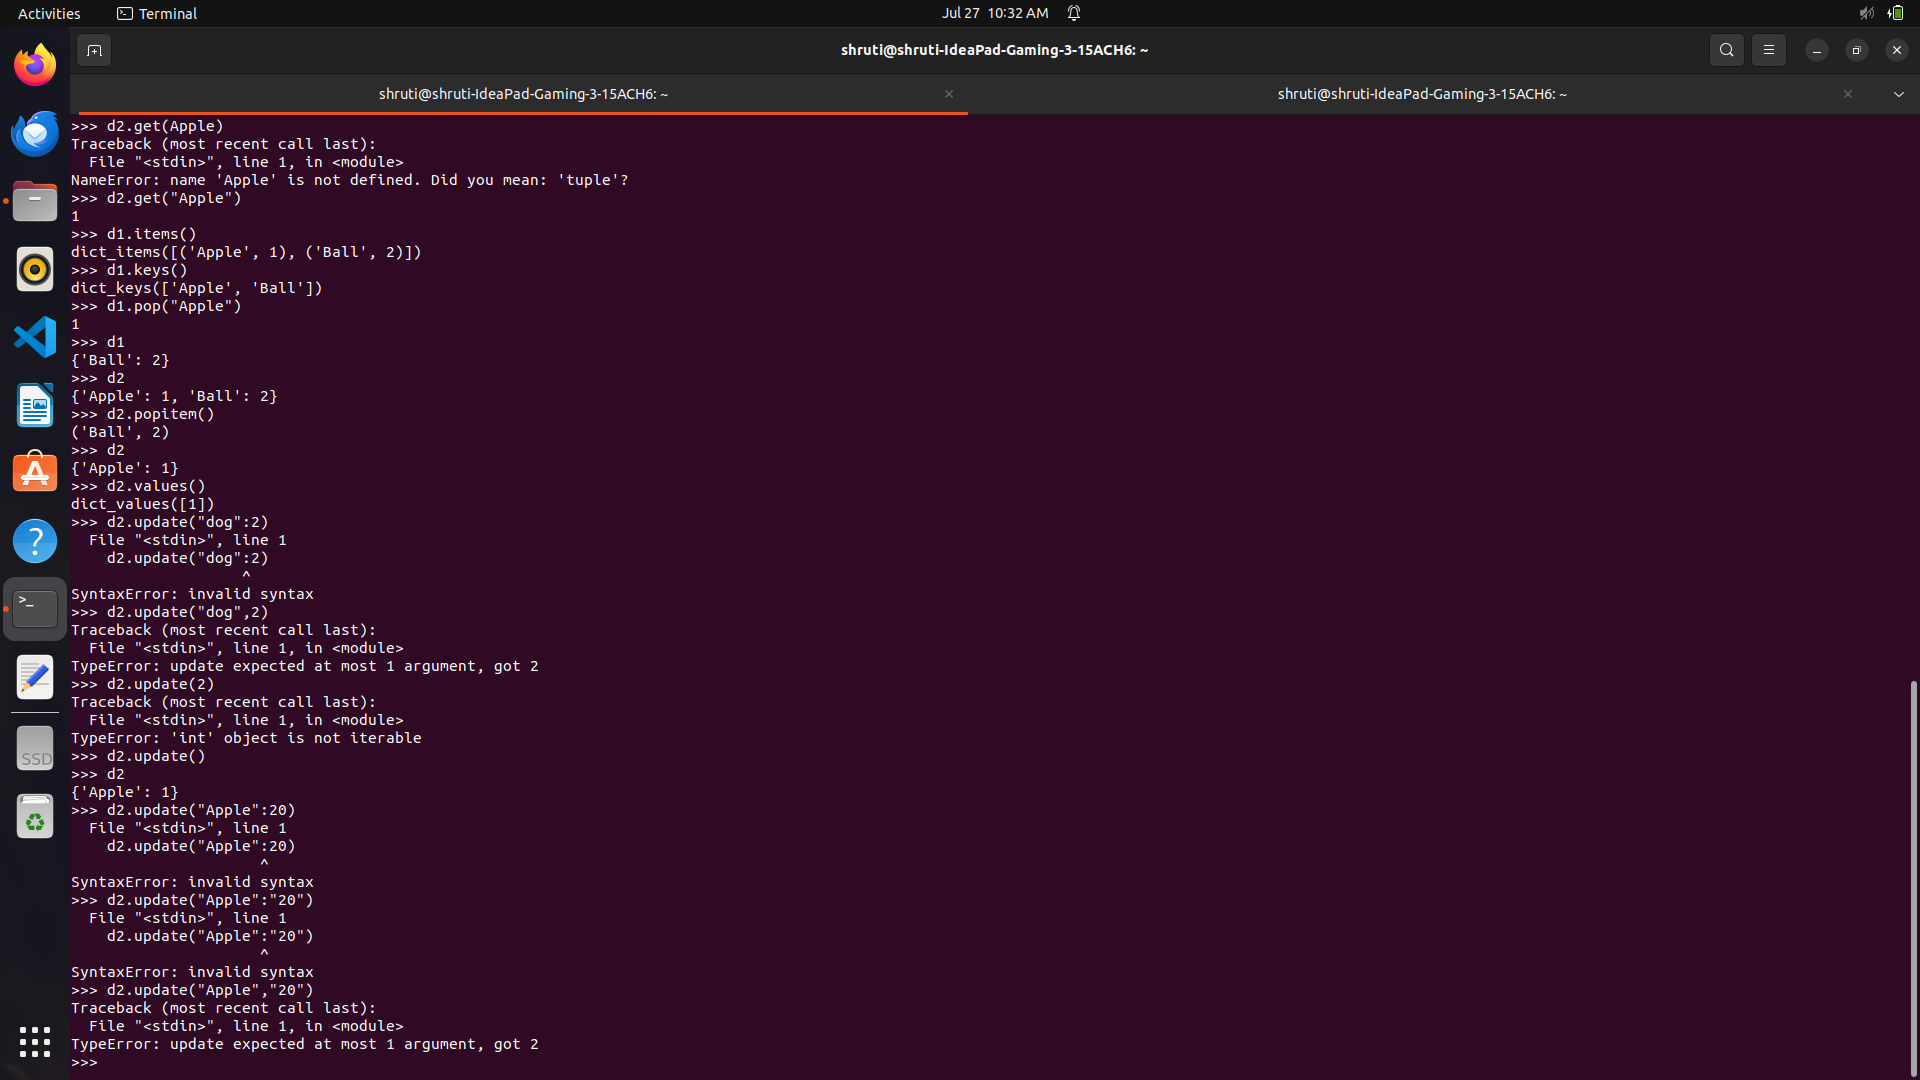 Activities
Terminal
Jul 27  10:32 AM
shruti@shruti-IdeaPad-Gaming-3-15ACH6: ~
shruti@shruti-IdeaPad-Gaming-3-15ACH6: ~
shruti@shruti-IdeaPad-Gaming-3-15ACH6: ~
>>> d2.get(Apple)
Traceback (most recent call last):
  File "<stdin>", line 1, in <module>
NameError: name 'Apple' is not defined. Did you mean: 'tuple'?
>>> d2.get("Apple")
1
>>> d1.items()
dict_items([('Apple', 1), ('Ball', 2)])
>>> d1.keys()
dict_keys(['Apple', 'Ball'])
>>> d1.pop("Apple")
1
>>> d1
{'Ball': 2}
>>> d2
{'Apple': 1, 'Ball': 2}
>>> d2.popitem()
('Ball', 2)
>>> d2
{'Apple': 1}
>>> d2.values()
dict_values([1])
>>> d2.update("dog":2)
  File "<stdin>", line 1
    d2.update("dog":2)
                   ^
SyntaxError: invalid syntax
>>> d2.update("dog",2)
Traceback (most recent call last):
  File "<stdin>", line 1, in <module>
TypeError: update expected at most 1 argument, got 2
>>> d2.update(2)
Traceback (most recent call last):
  File "<stdin>", line 1, in <module>
TypeError: 'int' object is not iterable
>>> d2.update()
>>> d2
{'Apple': 1}
>>> d2.update("Apple":20)
  File "<stdin>", line 1
    d2.update("Apple":20)
                     ^
SyntaxError: invalid syntax
>>> d2.update("Apple":"20")
  File "<stdin>", line 1
    d2.update("Apple":"20")
                     ^
SyntaxError: invalid syntax
>>> d2.update("Apple","20")
Traceback (most recent call last):
  File "<stdin>", line 1, in <module>
TypeError: update expected at most 1 argument, got 2
>>>
>_
?
SSD